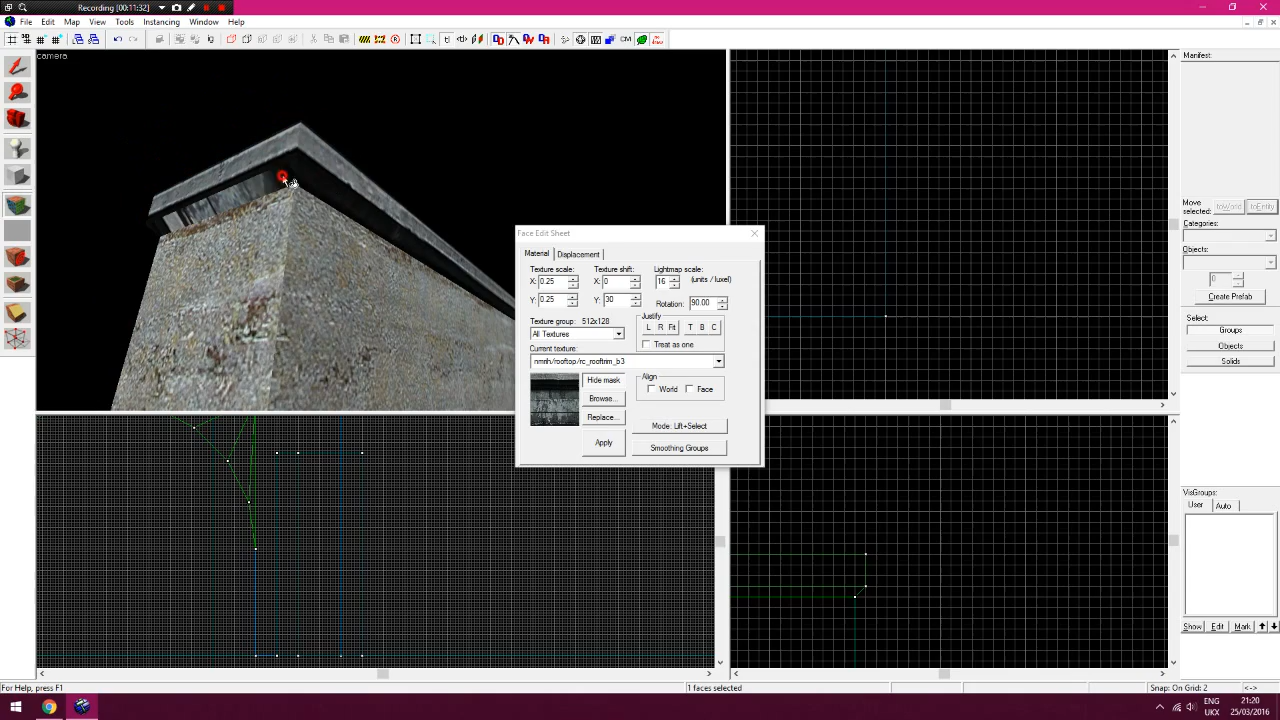 Recording [00:11:32]
File Edit Map View Tools Instancing Window Help
CM
camera
Face Edit Sheet
Material Displacement
Texture scale: Texture shift: Lightmap scale:
X: 0.25 X: 0 16 (units / luxel)
Y: 0.25 Y: 30 Rotation: 90.00
Texture group: 512x128 Justify
All Textures L R Fit T B C
Treat as one
Current texture:
nmrih/rooftop/rc_rooftrim_b3
Hide mask Align
World Face
Browse...
Replace...
Mode: Lift+Select
Apply
Smoothing Groups
Manifest:
Move selected: toWorld toEntity
Categories:
Objects:
0
Create Prefab
Select:
Groups
Objects
Solids
VisGroups:
User Auto
Show Edit Mark
For Help, press F1 1 faces selected Snap: On Grid: 2 <->
ENG 21:20
UKX 25/03/2016